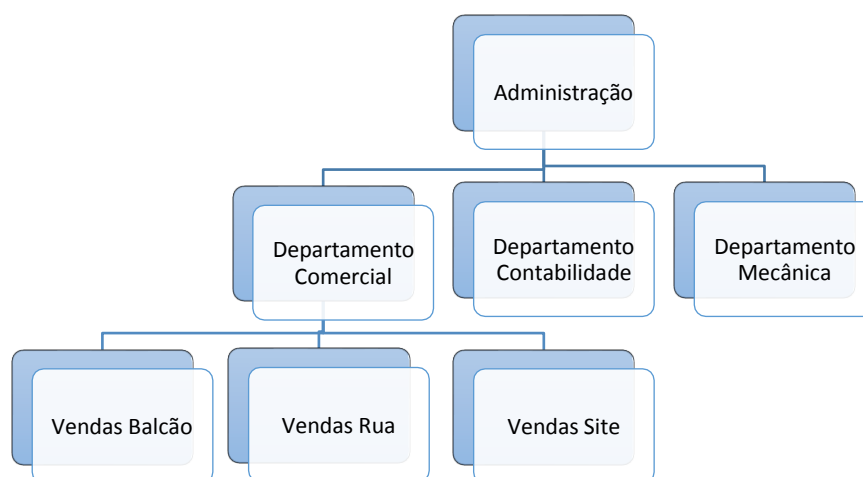 Administração
Departamento
Comercial
Departamento
Contabilidade
Departamento
Mecânica
Vendas Balcão
Vendas Rua
Vendas Site